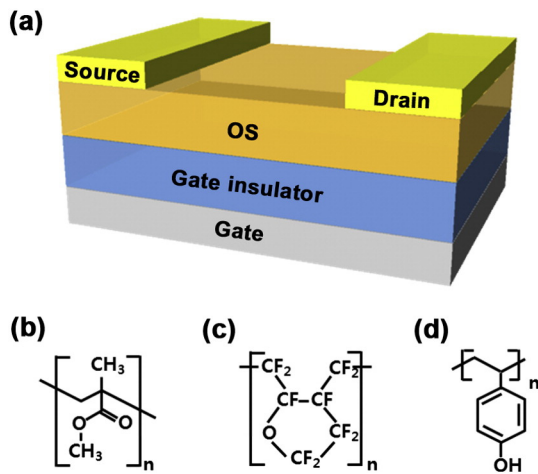 (a)
Source
Drain
OS
Gate insulator
Gate
(b)
(c)
(d)
CH₃
O
O
CH₃
n
CF₂
CF₂
CF
CF
O
CF₂
CF₂
n
n
OH